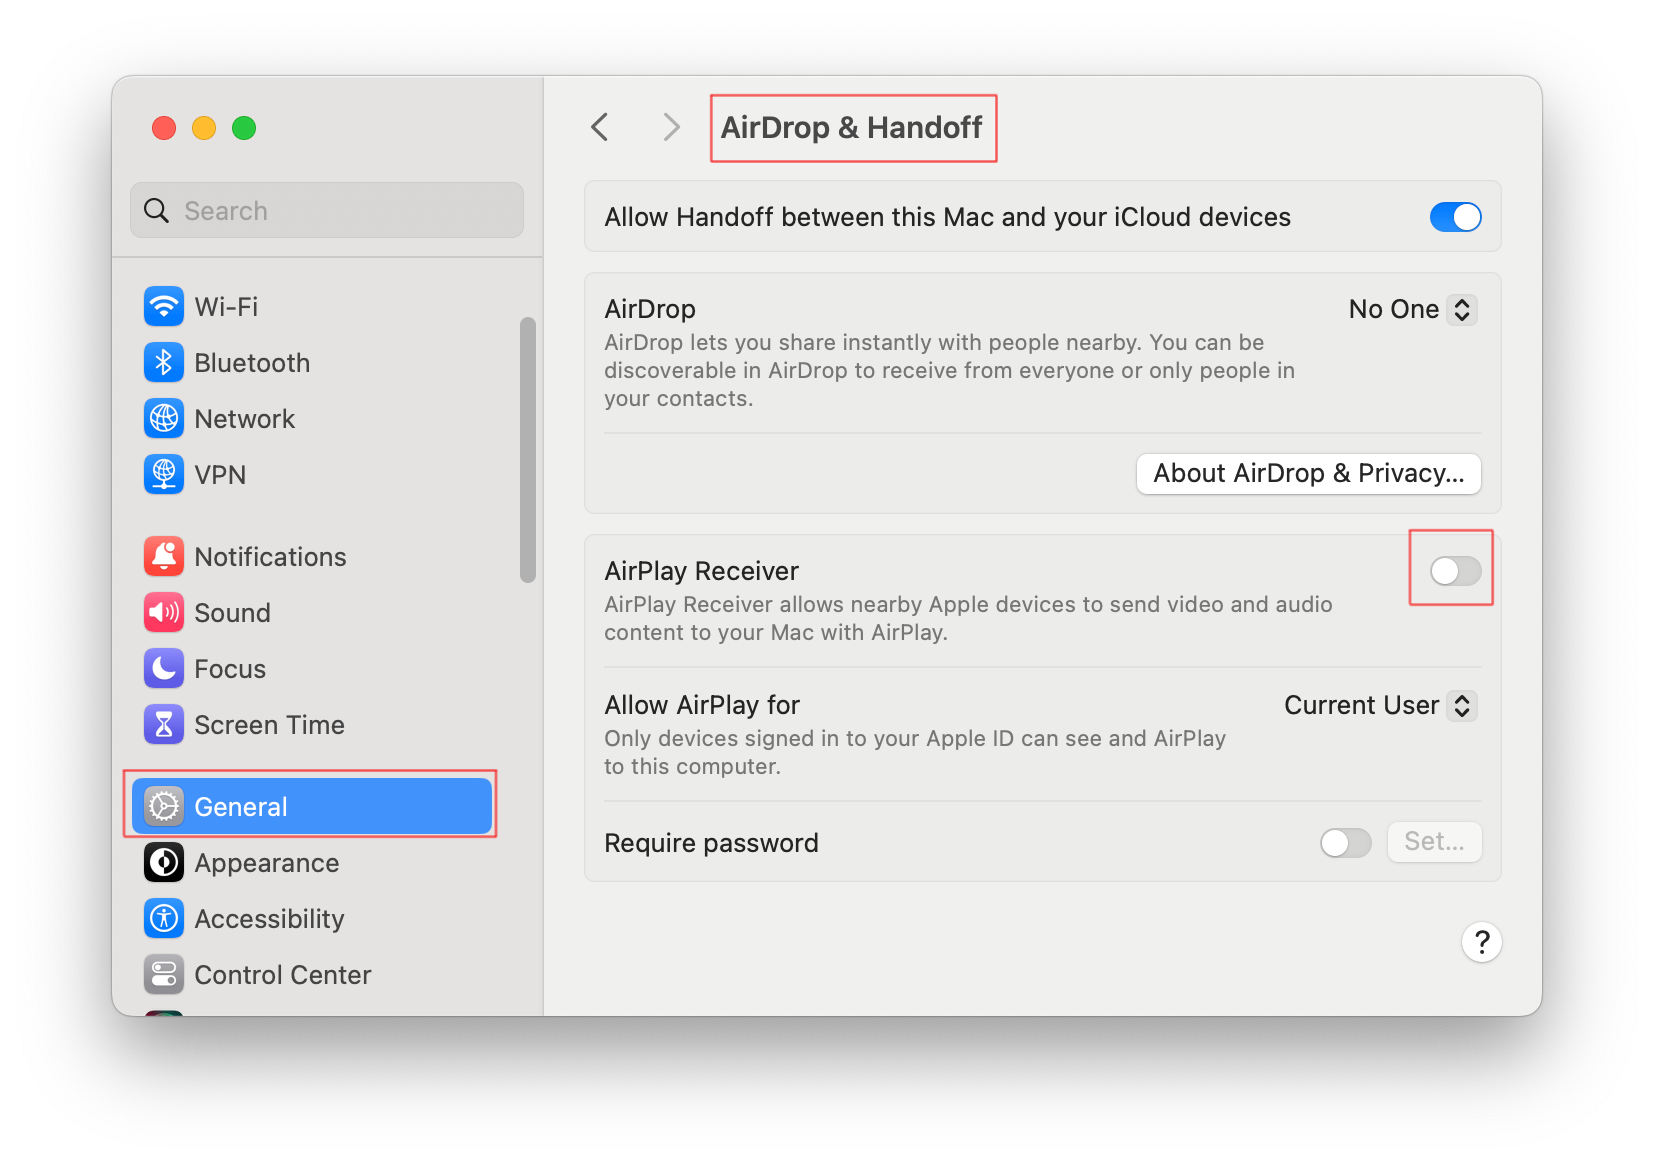 Search
Wi-Fi
Bluetooth
Network
VPN
Notifications
Sound
Focus
Screen Time
General
Appearance
Accessibility
Control Center
AirDrop & Handoff
Allow Handoff between this Mac and your iCloud devices
AirDrop
No One
AirDrop lets you share instantly with people nearby. You can be
discoverable in AirDrop to receive from everyone or only people in
your contacts.
About AirDrop & Privacy...
AirPlay Receiver
AirPlay Receiver allows nearby Apple devices to send video and audio
content to your Mac with AirPlay.
Allow AirPlay for
Current User
Only devices signed in to your Apple ID can see and AirPlay
to this computer.
Require password
Set...
?